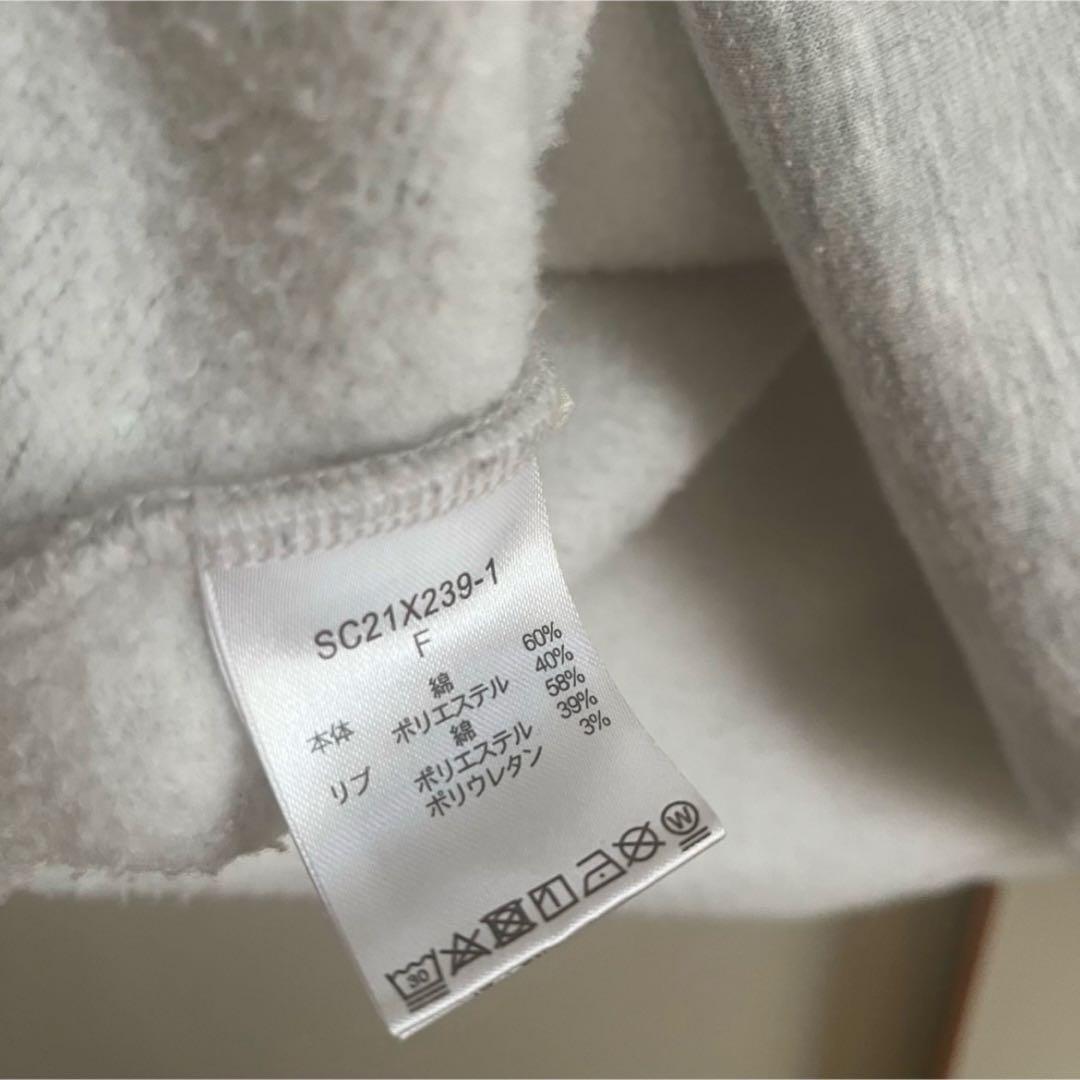 SC21X239-1
F
綿 60%
本体 ポリエステル 40%
綿 58%
リブ ポリエステル 39%
ポリウレタン 3%
30 W